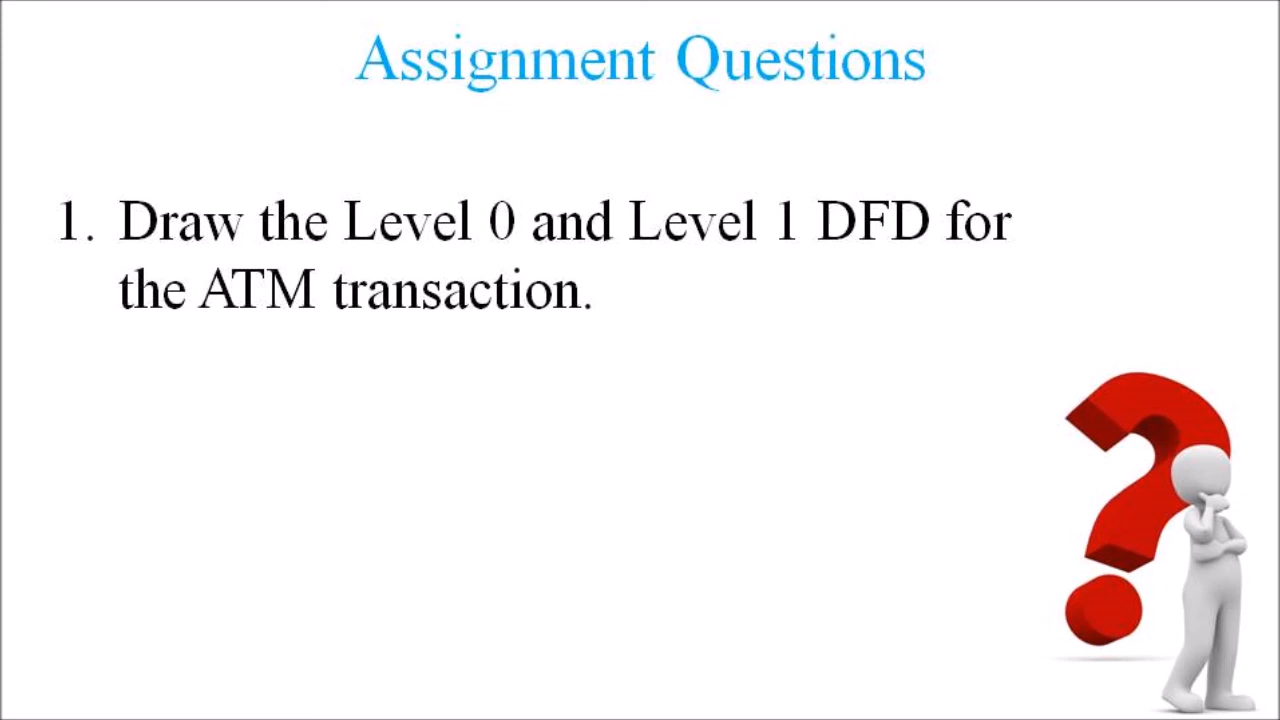 Assignment Questions
1. Draw the Level 0 and Level 1 DFD for
the ATM transaction.